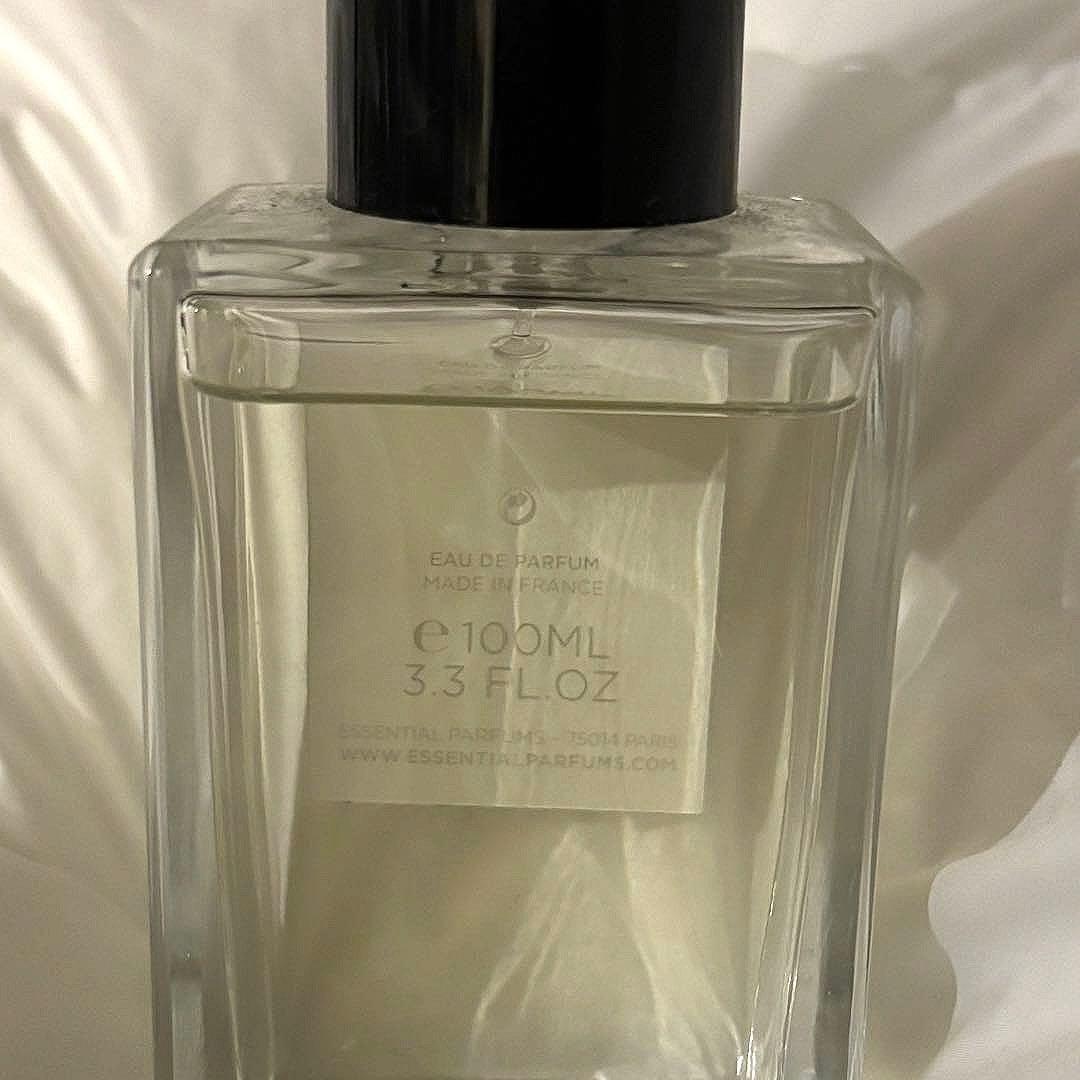 EAU DE PARFUM
MADE IN FRANCE
℮ 100ML
3.3 FL.OZ
ESSENTIAL PARFUMS - 75014 PARIS
WWW.ESSENTIALPARFUMS.COM